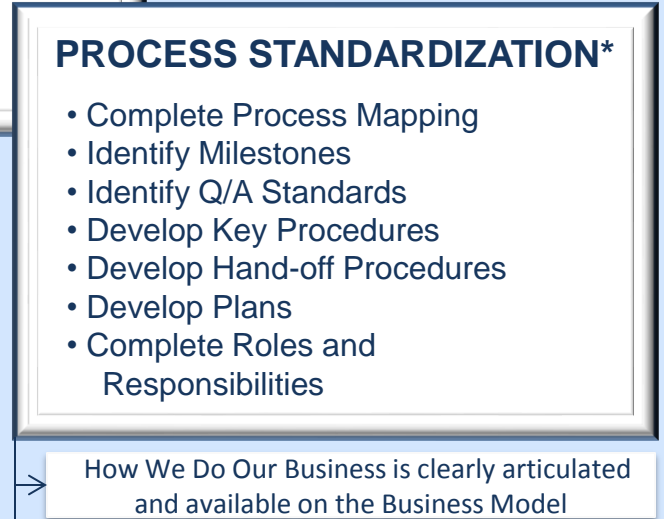 PROCESS STANDARDIZATION*
• Complete Process Mapping
• Identify Milestones
• Identify Q/A Standards
• Develop Key Procedures
• Develop Hand-off Procedures
• Develop Plans
• Complete Roles and
Responsibilities
How We Do Our Business is clearly articulated
and available on the Business Model